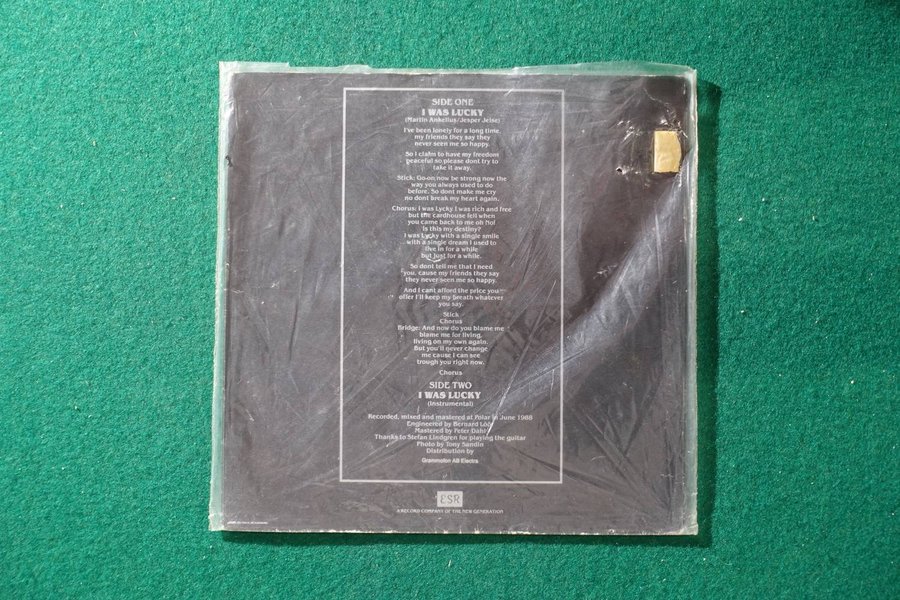 SIDE ONE
I WAS LUCKY
(Martin Ankelius/Jesper Jelse)
I've been lonely for a long time,
my friends they say they
never seen me so happy.
So I claim to have my freedom
peaceful so please dont try to
take it away.
Stick: Go-on now be strong now the
way you always used to do
before. So dont make me cry
no dont break my heart again.
Chorus: I was Lycky I was rich and free
but the cardhouse fell when
you came back to me oh No!
Is this my destiny?
I was Lycky with a single smile
with a single dream I used to
live in for a while
but just for a while.
So dont tell me that I need
you, cause my friends they say
they never seen me so happy.
And I cant afford the price you
offer I'll keep my breath whatever
you say.
Stick
Chorus
Bridge: And now do you blame me
blame me for living,
living on my own again.
But you'll never change
me cause I can see
trough you right now.
Chorus
SIDE TWO
I WAS LUCKY
(Instrumental)
Recorded, mixed and mastered at Polar in June 1988
Engineered by Bernard Löhr
Mastered by Peter Dahl
Thanks to Stefan Lindgren for playing the guitar
Photo by Tony Sandin
Distribution by
Grammofon AB Electra
ESR
A RECORD COMPANY OF THE NEW GENERATION